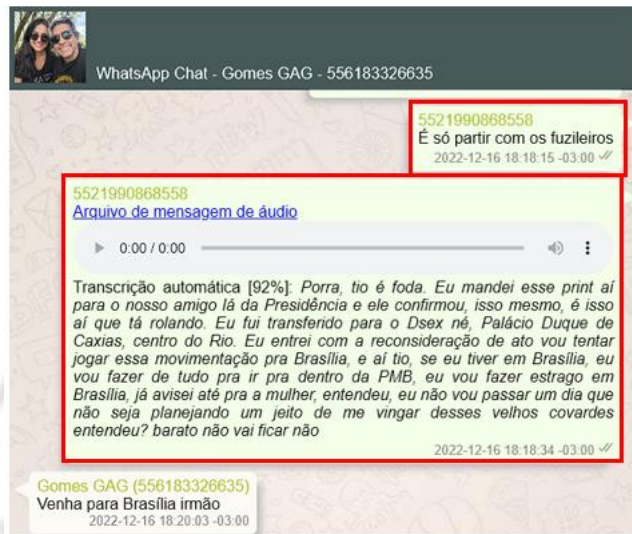 WhatsApp Chat - Gomes GAG - 556183326635
5521990868558
É só partir com os fuzileiros
2022-12-16 18:18:15 -03:00
5521990868558
Arquivo de mensagem de áudio
0:00 / 0:00
Transcrição automática [92%]: Porra, tio é foda. Eu mandei esse print aí
para o nosso amigo lá da Presidência e ele confirmou, isso mesmo, é isso
aí que tá rolando. Eu fui transferido para o Dsex né, Palácio Duque de
Caxias, centro do Rio. Eu entrei com a reconsideração de ato vou tentar
jogar essa movimentação pra Brasília, e aí tio, se eu tiver em Brasília, eu
vou fazer de tudo pra ir pra dentro da PMB, eu vou fazer estrago em
Brasília, já avisei até pra a mulher, entendeu, eu não vou passar um dia que
não seja planejando um jeito de me vingar desses velhos covardes
entendeu? barato não vai ficar não
2022-12-16 18:18:34 -03:00
Gomes GAG (556183326635)
Venha para Brasília irmão
2022-12-16 18:20:03 -03:00